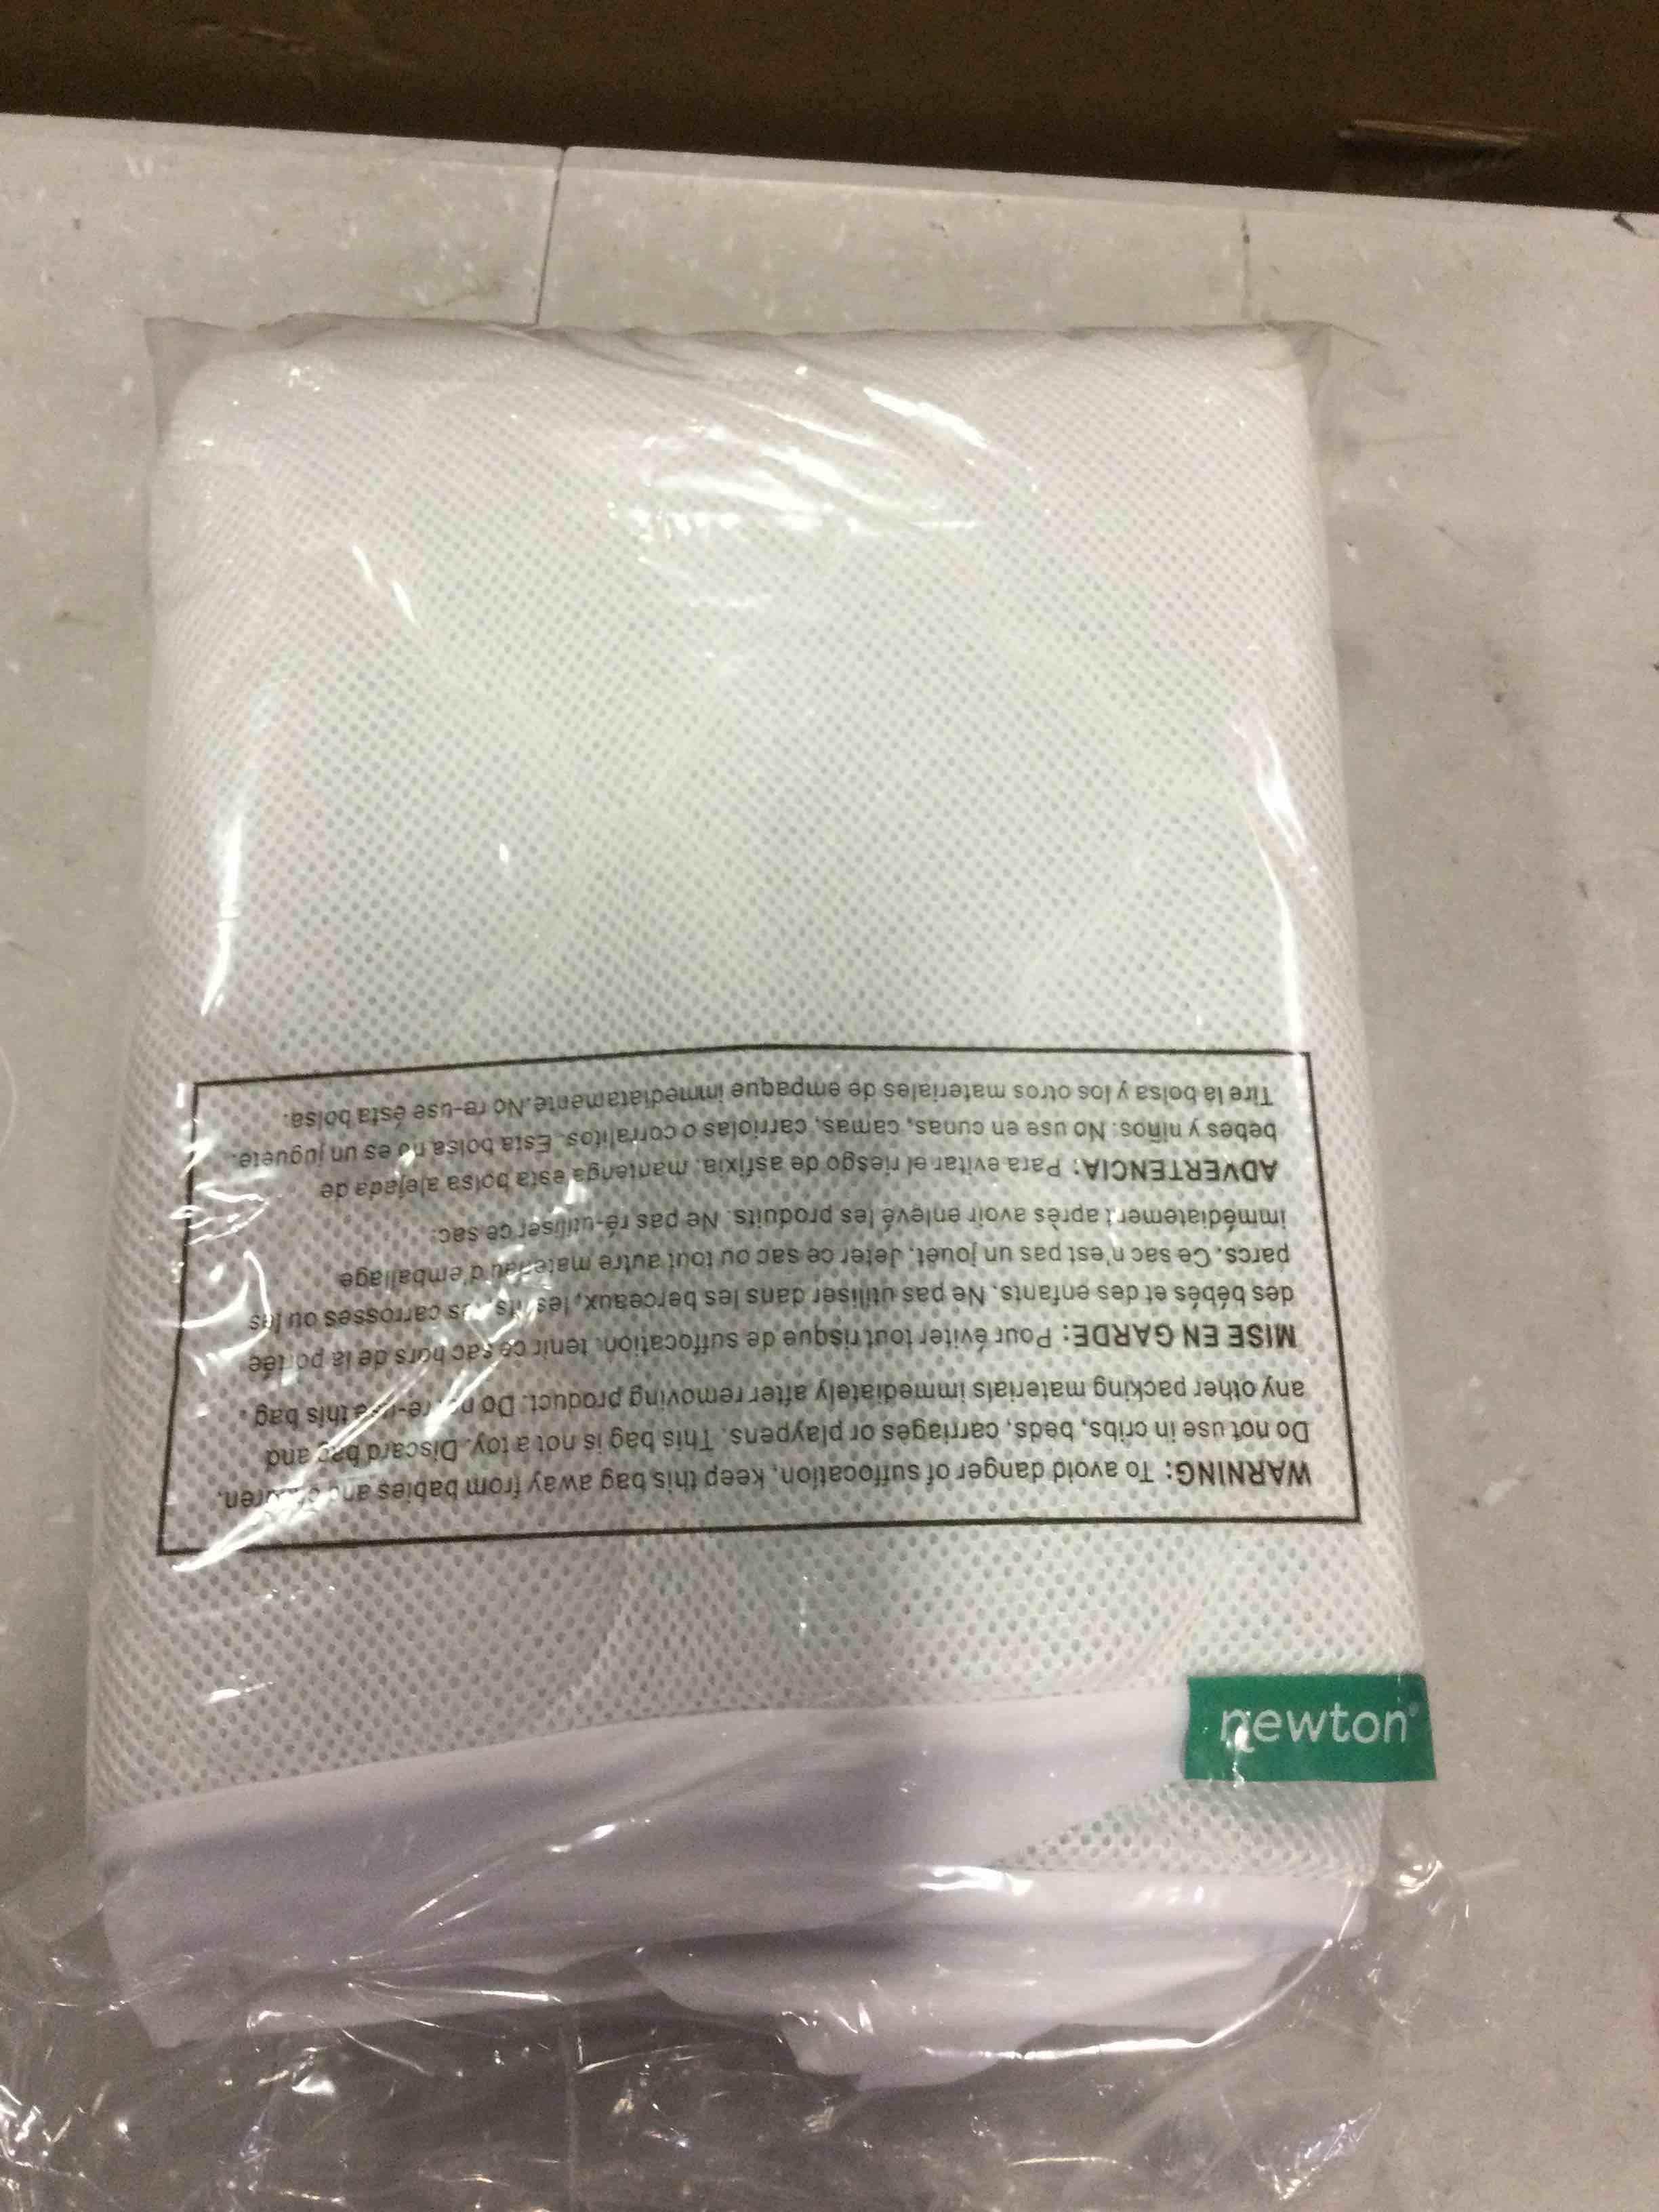 WARNING: To avoid danger of suffocation, keep this bag away from babies and children.
Do not use in cribs, beds, carriages or playpens. This bag is not a toy. Discard bag and
any other packing materials immediately after removing product. Do not re-use this bag.
MISE EN GARDE: Pour éviter tout risque de suffocation, tenir ce sac hors de la portée
des bébés et des enfants. Ne pas utiliser dans les berceaux, les lits, les carrosses ou les
parcs. Ce sac n'est pas un jouet. Jeter ce sac ou tout autre materiau d'emballage
immédiatement après avoir enlevé les produits. Ne pas ré-utiliser ce sac.
ADVERTENCIA: Para evitar el riesgo de asfixia, mantenga esta bolsa alejada de
bebes y niños. No use en cunas, camas, carriolas o corralitos. Esta bolsa no es un juguete.
Tire la bolsa y los otros materiales de empaque immediatamente. No re-use ésta bolsa.
newton®